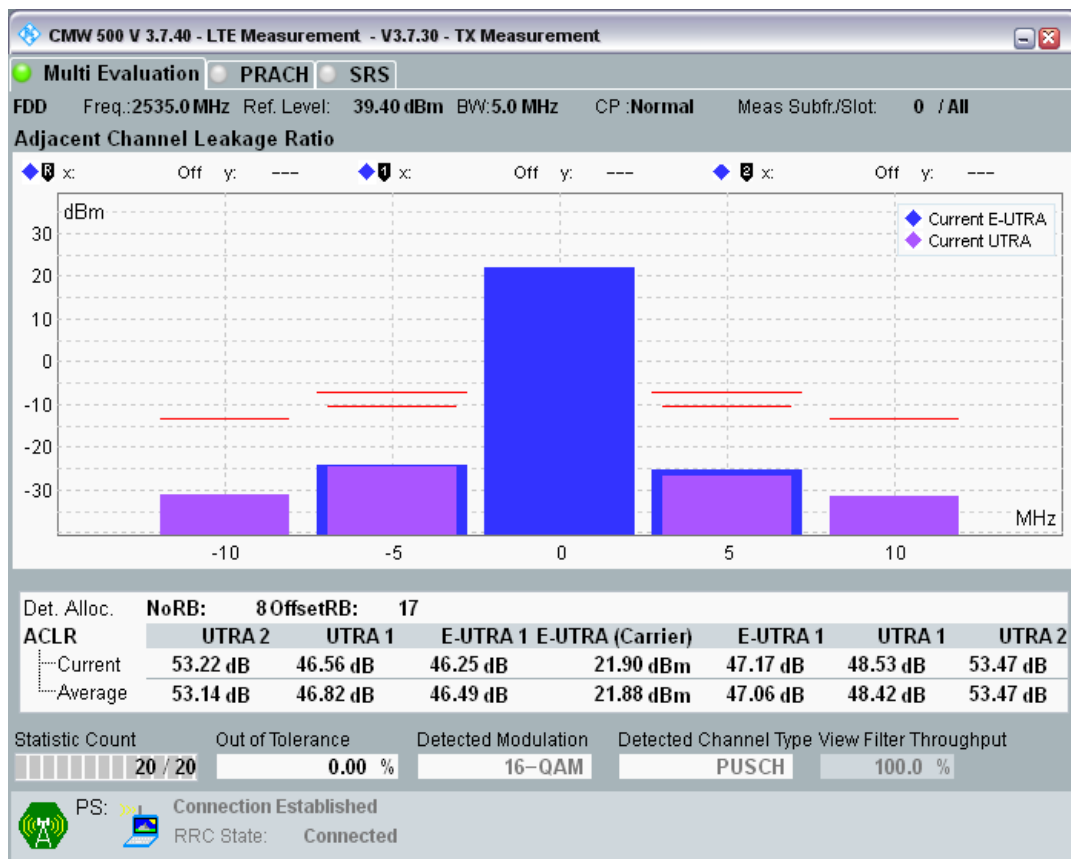 CMW 500 V 3.7.40 - LTE Measurement - V3.7.30 - TX Measurement
Multi Evaluation PRACH SRS
FDD Freq.:2535.0 MHz Ref. Level: 39.40 dBm BW:5.0 MHz CP :Normal Meas Subfr./Slot: 0 / All
Adjacent Channel Leakage Ratio
R x: Off y: --- 1 x: Off y: --- 2 x: Off y: ---
dBm
Current E-UTRA
Current UTRA
30
20
10
0
-10
-20
-30
MHz
-10 -5 0 5 10
Det. Alloc. NoRB: 8 OffsetRB: 17
ACLR UTRA 2 UTRA 1 E-UTRA 1 E-UTRA (Carrier) E-UTRA 1 UTRA 1 UTRA 2
Current 53.22 dB 46.56 dB 46.25 dB 21.90 dBm 47.17 dB 48.53 dB 53.47 dB
Average 53.14 dB 46.82 dB 46.49 dB 21.88 dBm 47.06 dB 48.42 dB 53.47 dB
Statistic Count Out of Tolerance Detected Modulation Detected Channel Type View Filter Throughput
20 / 20 0.00 % 16-QAM PUSCH 100.0 %
PS: Connection Established
RRC State: Connected